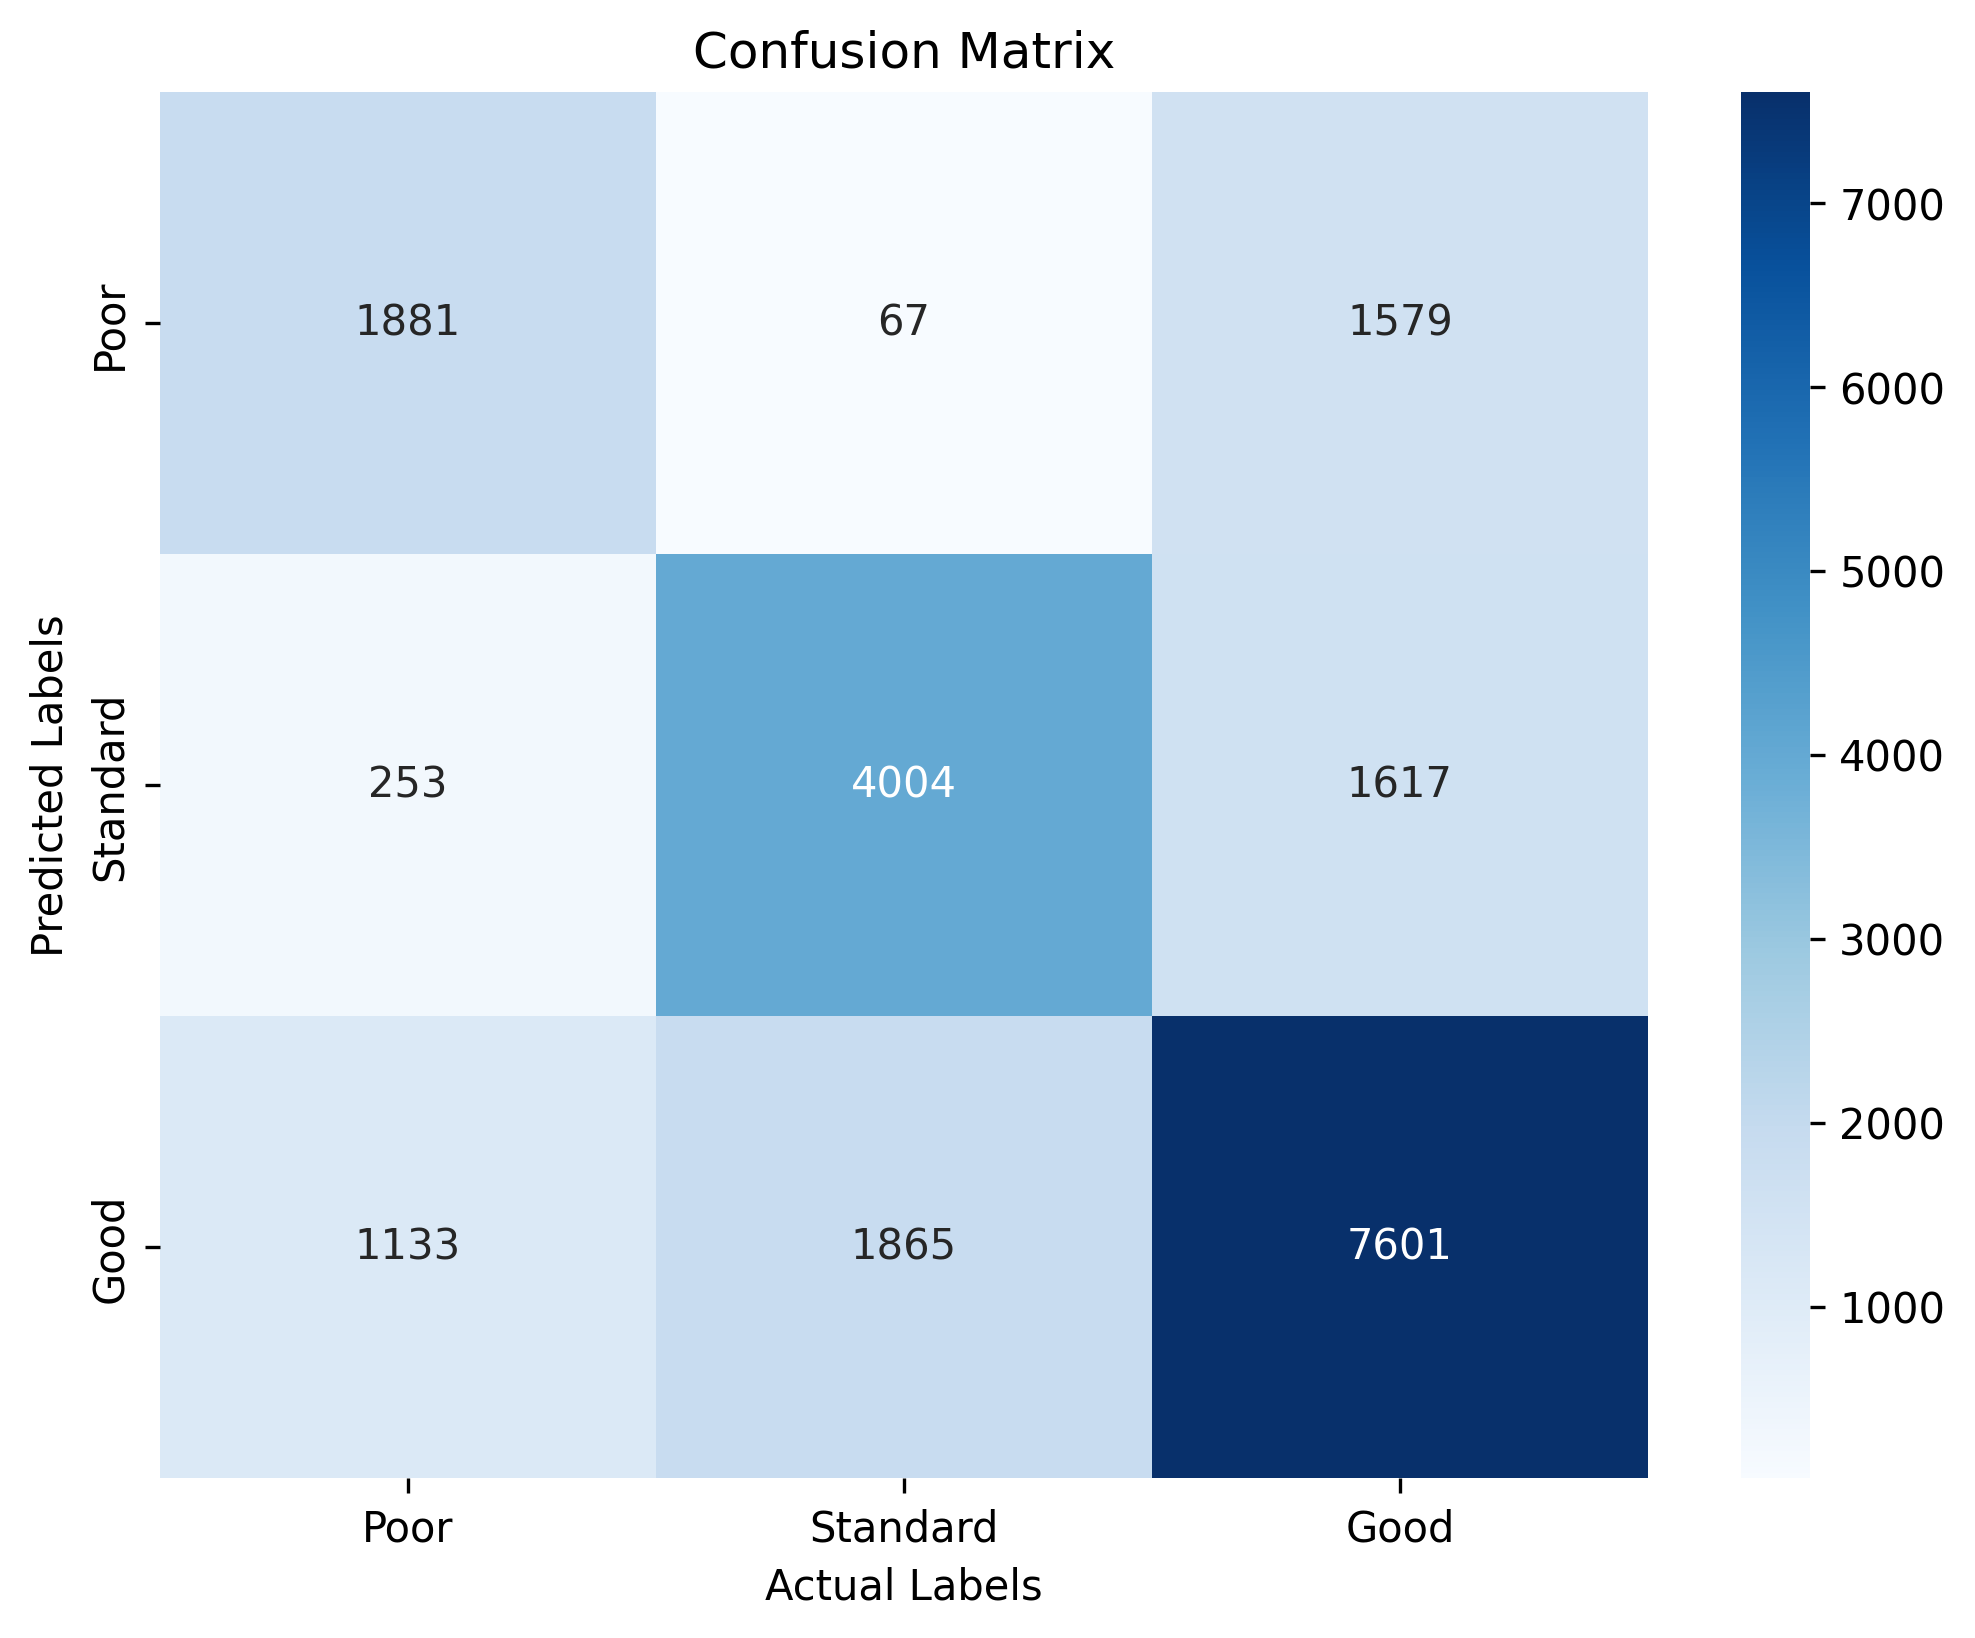 Confusion Matrix
Poor
1881
67
1579
Standard
253
4004
1617
Good
1133
1865
7601
Predicted Labels
Poor
Standard
Good
Actual Labels
7000
6000
5000
4000
3000
2000
1000